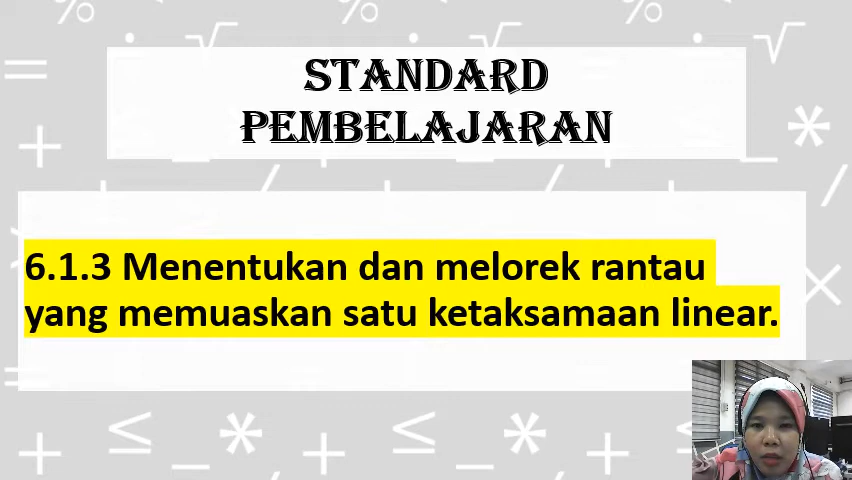 STANDARD
PEMBELAJARAN
6.1.3 Menentukan dan melorek rantau
yang memuaskan satu ketaksamaan linear.